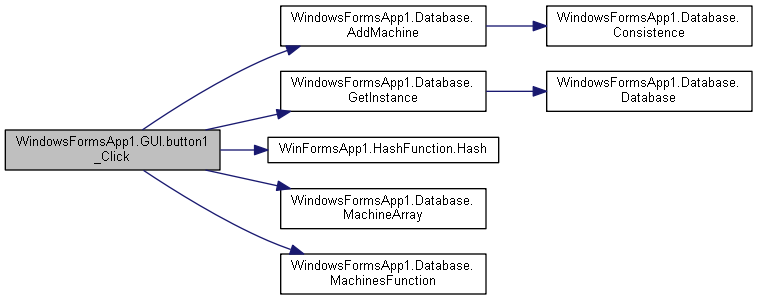 WindowsFormsApp1.GUI.button1
_Click
WindowsFormsApp1.Database.
AddMachine
WindowsFormsApp1.Database.
Consistence
WindowsFormsApp1.Database.
GetInstance
WindowsFormsApp1.Database.
Database
WinFormsApp1.HashFunction.Hash
WindowsFormsApp1.Database.
MachineArray
WindowsFormsApp1.Database.
MachinesFunction